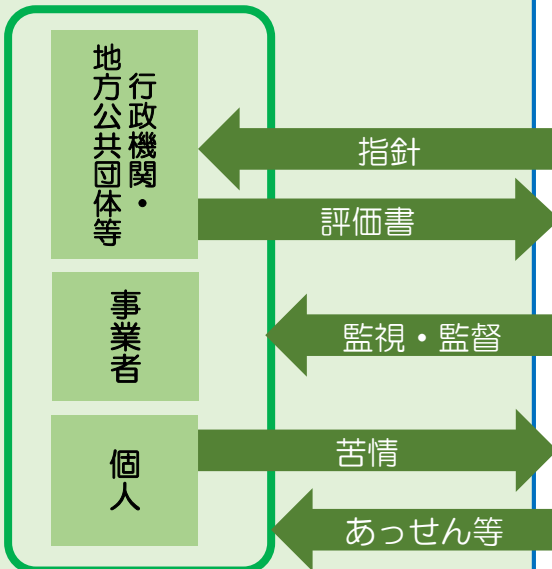 行政機関・
地方公共団体等
指針
評価書
事業者
監視・監督
個人
苦情
あっせん等